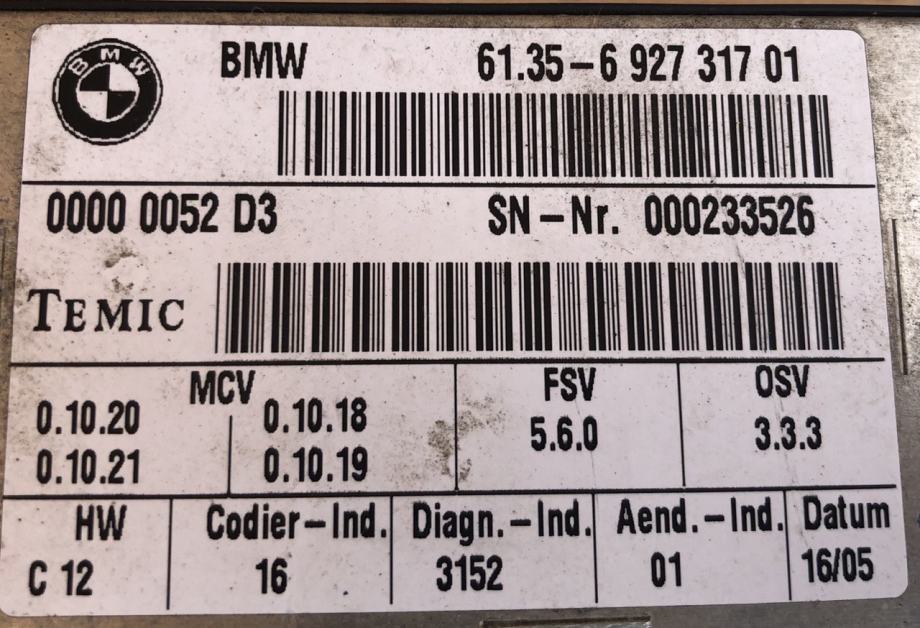 BMW BMW 61.35-6 927 317 01
0000 0052 D3 SN-Nr. 000233526
TEMIC
MCV FSV OSV
0.10.20 0.10.18 5.6.0 3.3.3
0.10.21 0.10.19
HW Codier-Ind. Diagn.-Ind. Aend.-Ind. Datum
C 12 16 3152 01 16/05